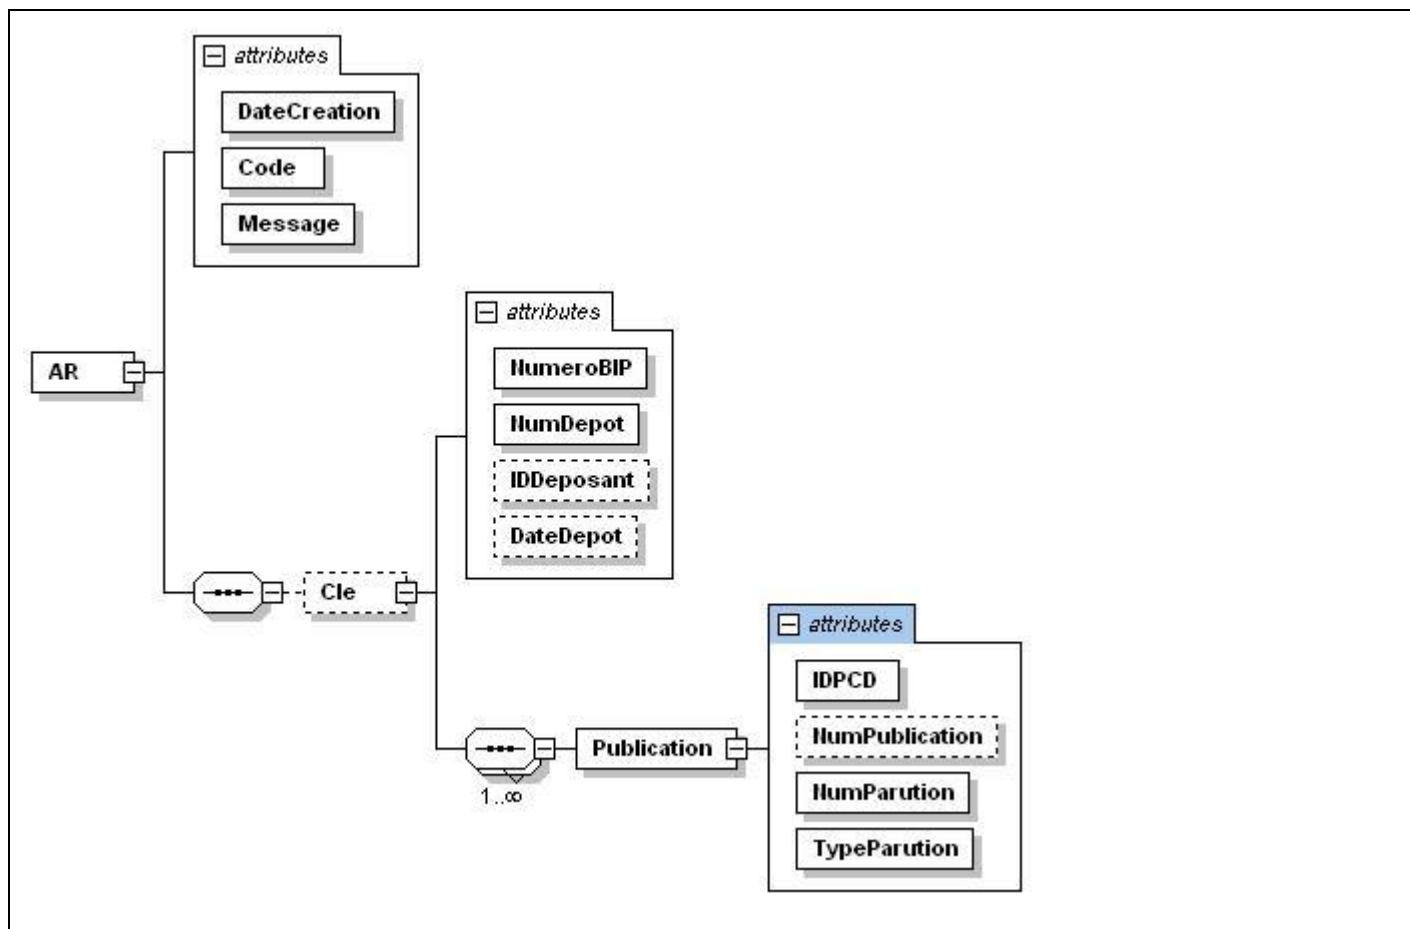 attributes
DateCreation
Code
Message
AR
attributes
NumeroBIP
NumDepot
IDDeposant
DateDepot
Cle
attributes
IDPCD
NumPublication
NumParution
TypeParution
Publication
1..∞